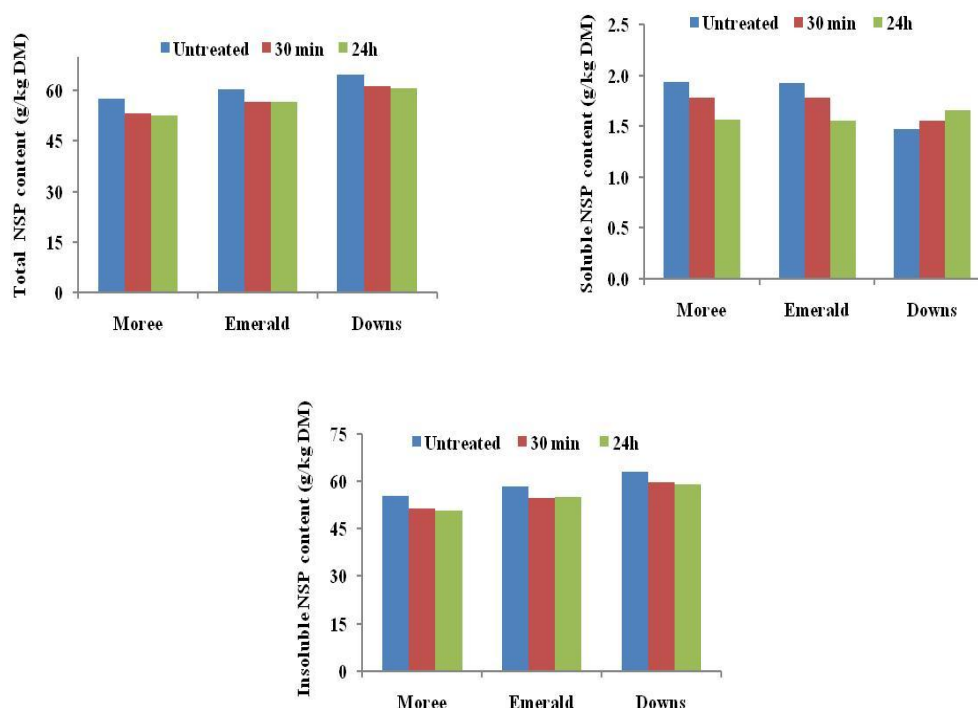 Total NSP content (g/kg DM)
Untreated 30 min 24h
60
45
30
15
0
Moree Emerald Downs
Soluble NSP content (g/kg DM)
Untreated 30 min 24h
2.5
2.0
1.5
1.0
0.5
0.0
Moree Emerald Downs
Insoluble NSP content (g/kg DM)
Untreated 30 min 24h
75
60
45
30
15
0
Moree Emerald Downs